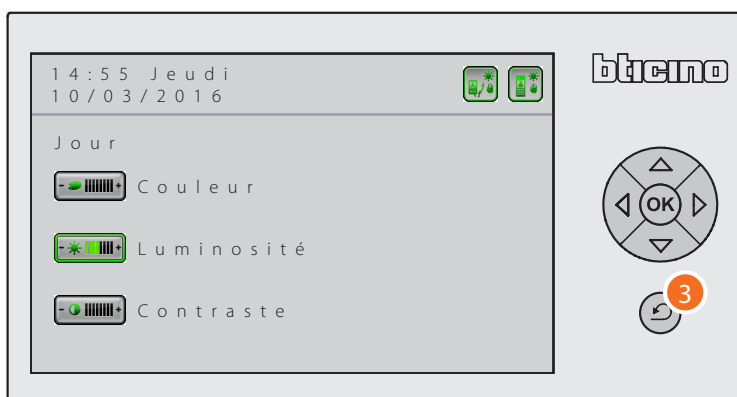 14:55 Jeudi
10/03/2016
bticino
Jour
- + Couleur
- + Luminosité
- + Contraste
OK
3